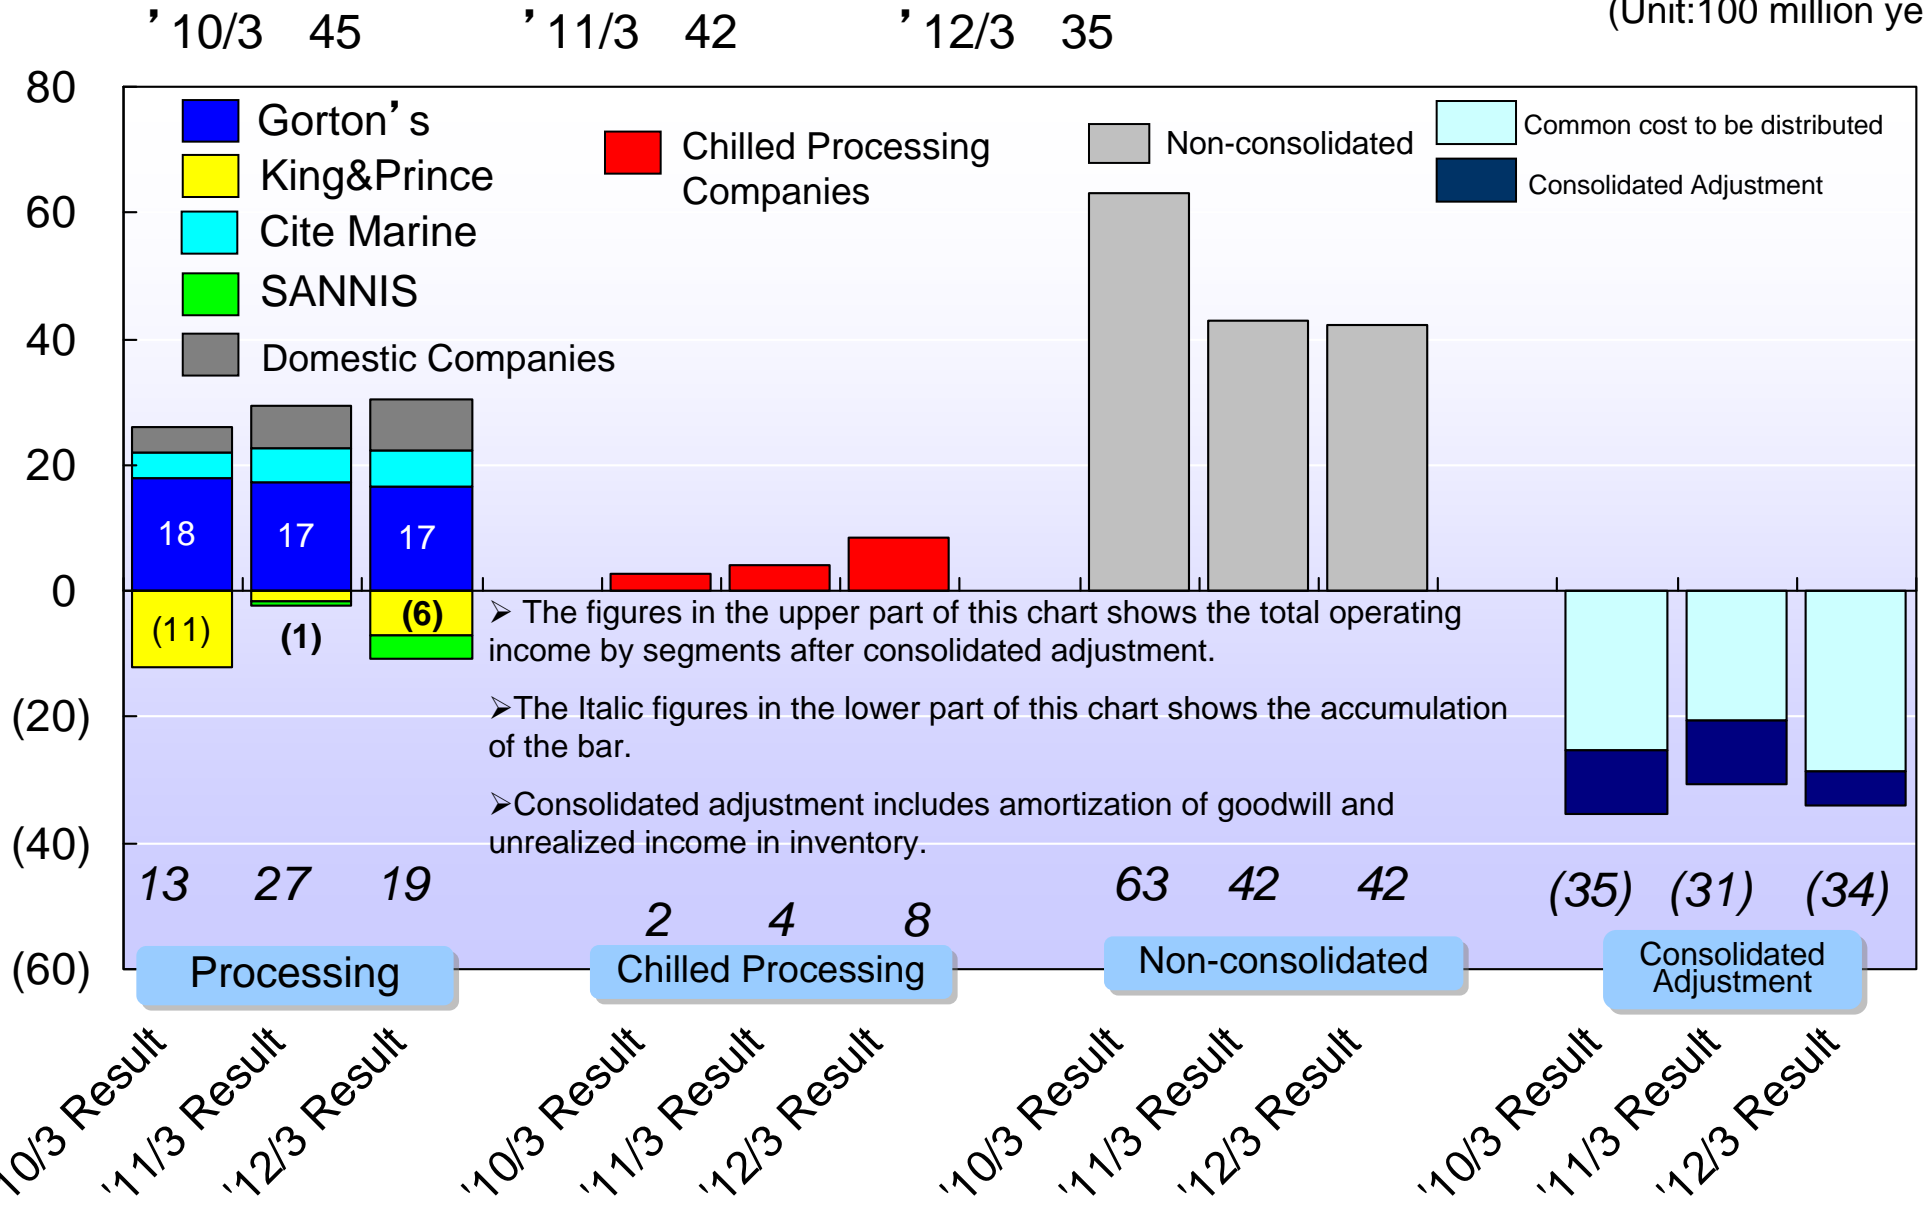 ’10/3 45 ’11/3 42 ’12/3 35
(Unit:100 million ye
80
60
40
20
0
(20)
(40)
(60)
Gorton’s
King&Prince
Cite Marine
SANNIS
Domestic Companies
Chilled Processing
Companies
Non-consolidated
Common cost to be distributed
Consolidated Adjustment
18
17
17
(11)
(1)
(6)
➢ The figures in the upper part of this chart shows the total operating
income by segments after consolidated adjustment.
➢The Italic figures in the lower part of this chart shows the accumulation
of the bar.
➢Consolidated adjustment includes amortization of goodwill and
unrealized income in inventory.
13 27 19
2 4 8
63 42 42
(35) (31) (34)
Processing
Chilled Processing
Non-consolidated
Consolidated
Adjustment
10/3 Result
'11/3 Result
'12/3 Result
'10/3 Result
'11/3 Result
'12/3 Result
'10/3 Result
'11/3 Result
'12/3 Result
'10/3 Result
'11/3 Result
'12/3 Result